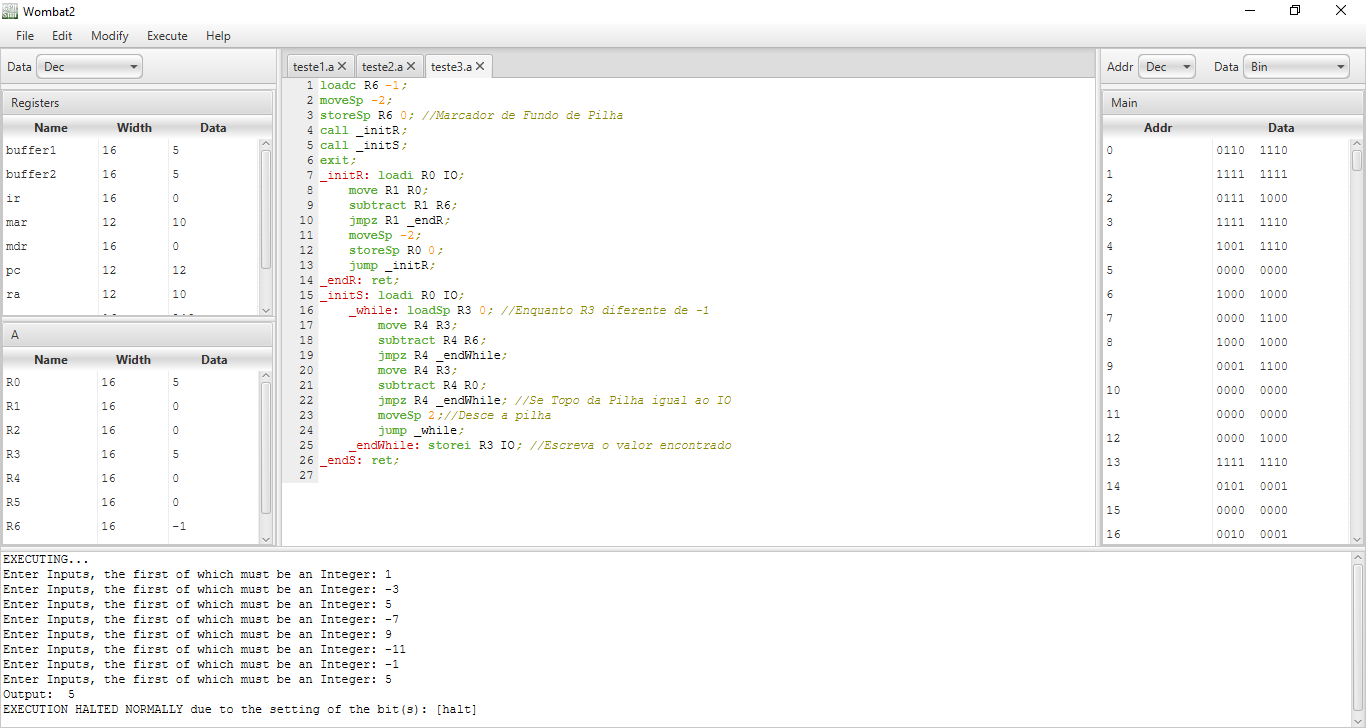 Wombat2
File Edit Modify Execute Help
Data Dec
Registers
Name Width Data
buffer1 16 5
buffer2 16 5
ir 16 0
mar 12 10
mdr 16 0
pc 12 12
ra 12 10
A
Name Width Data
R0 16 5
R1 16 0
R2 16 0
R3 16 5
R4 16 0
R5 16 0
R6 16 -1
teste1.a teste2.a teste3.a
1 loadc R6 -1;
2 moveSp -2;
3 storeSp R6 0; //Marcador de Fundo de Pilha
4 call _initR;
5 call _initS;
6 exit;
7 _initR: loadi R0 IO;
8 move R1 R0;
9 subtract R1 R6;
10 jmpz R1 _endR;
11 moveSp -2;
12 storeSp R0 0;
13 jump _initR;
14 _endR: ret;
15 _initS: loadi R0 IO;
16 _while: loadSp R3 0; //Enquanto R3 diferente de -1
17 move R4 R3;
18 subtract R4 R6;
19 jmpz R4 _endWhile;
20 move R4 R3;
21 subtract R4 R0;
22 jmpz R4 _endWhile; //Se Topo da Pilha igual ao IO
23 moveSp 2;//Desce a pilha
24 jump _while;
25 _endWhile: storei R3 IO; //Escreva o valor encontrado
26 _endS: ret;
27
Addr Dec Data Bin
Main
Addr Data
0 0110 1110
1 1111 1111
2 0111 1000
3 1111 1110
4 1001 1110
5 0000 0000
6 1000 1000
7 0000 1100
8 1000 1000
9 0001 1100
10 0000 0000
11 0000 0000
12 0000 1000
13 1111 1110
14 0101 0001
15 0000 0000
16 0010 0001
EXECUTING...
Enter Inputs, the first of which must be an Integer: 1
Enter Inputs, the first of which must be an Integer: -3
Enter Inputs, the first of which must be an Integer: 5
Enter Inputs, the first of which must be an Integer: -7
Enter Inputs, the first of which must be an Integer: 9
Enter Inputs, the first of which must be an Integer: -11
Enter Inputs, the first of which must be an Integer: -1
Enter Inputs, the first of which must be an Integer: 5
Output: 5
EXECUTION HALTED NORMALLY due to the setting of the bit(s): [halt]